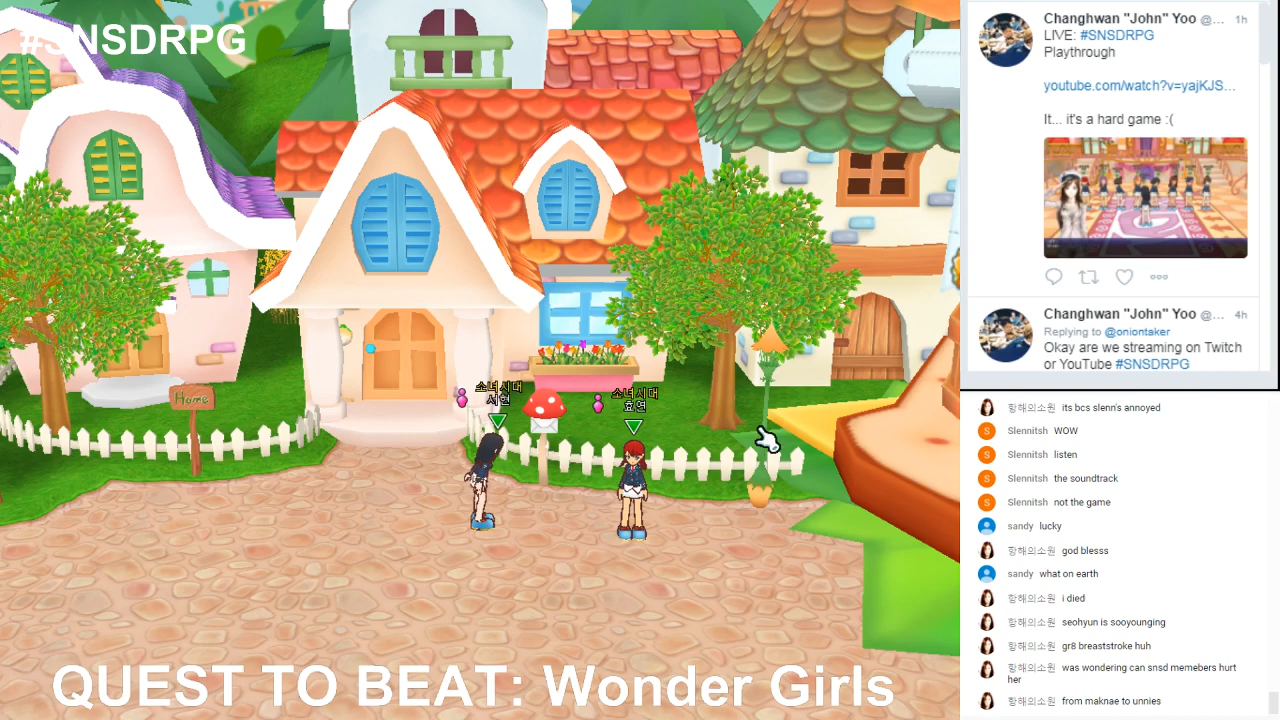 #SNSDRPG
소녀시대
서현
소녀시대
효연
Home
QUEST TO BEAT: Wonder Girls
Changhwan "John" Yoo @... 1h
LIVE: #SNSDRPG
Playthrough
youtube.com/watch?v=yajKJS...
It... it's a hard game :(
Changhwan "John" Yoo @... 4h
Replying to @oniontaker
Okay are we streaming on Twitch
or YouTube #SNSDRPG
항해의소원 its bcs slenn's annoyed
S Slennitsh WOW
S Slennitsh listen
S Slennitsh the soundtrack
S Slennitsh not the game
sandy lucky
항해의소원 god blesss
sandy what on earth
항해의소원 i died
항해의소원 seohyun is sooyounging
항해의소원 gr8 breaststroke huh
항해의소원 was wondering can snsd memebers hurt
her
항해의소원 from maknae to unnies